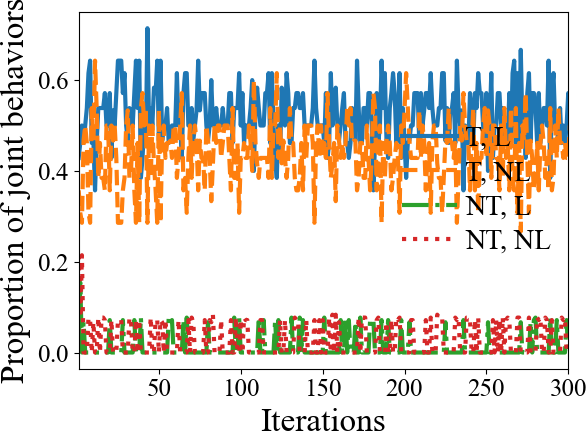 Proportion of joint behaviors
0.6
0.4
0.2
0.0
T, L
T, NL
NT, L
NT, NL
50
100
150
200
250
300
Iterations